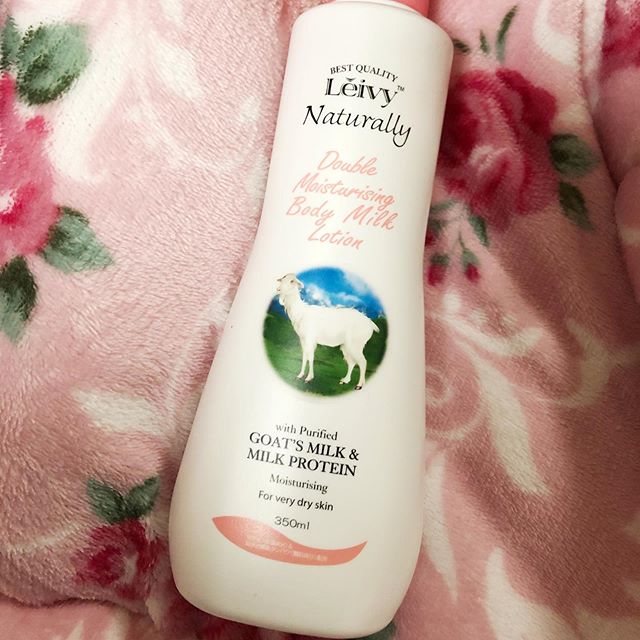 BEST QUALITY
Lěivy™
Naturally
Double
Moisturising
Body Milk
Lotion
with Purified
GOAT'S MILK &
MILK PROTEIN
Moisturising
For very dry skin
350ml